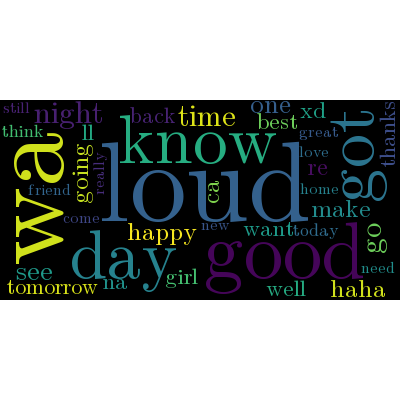 still
night
back
time
one
xd
best
great
thanks
think
ll
know
got
wa
going
really
loud
ca
love
re
friend
home
make
come
happy
new
want
today
go
see
day
good
need
tomorrow
na
girl
well
haha